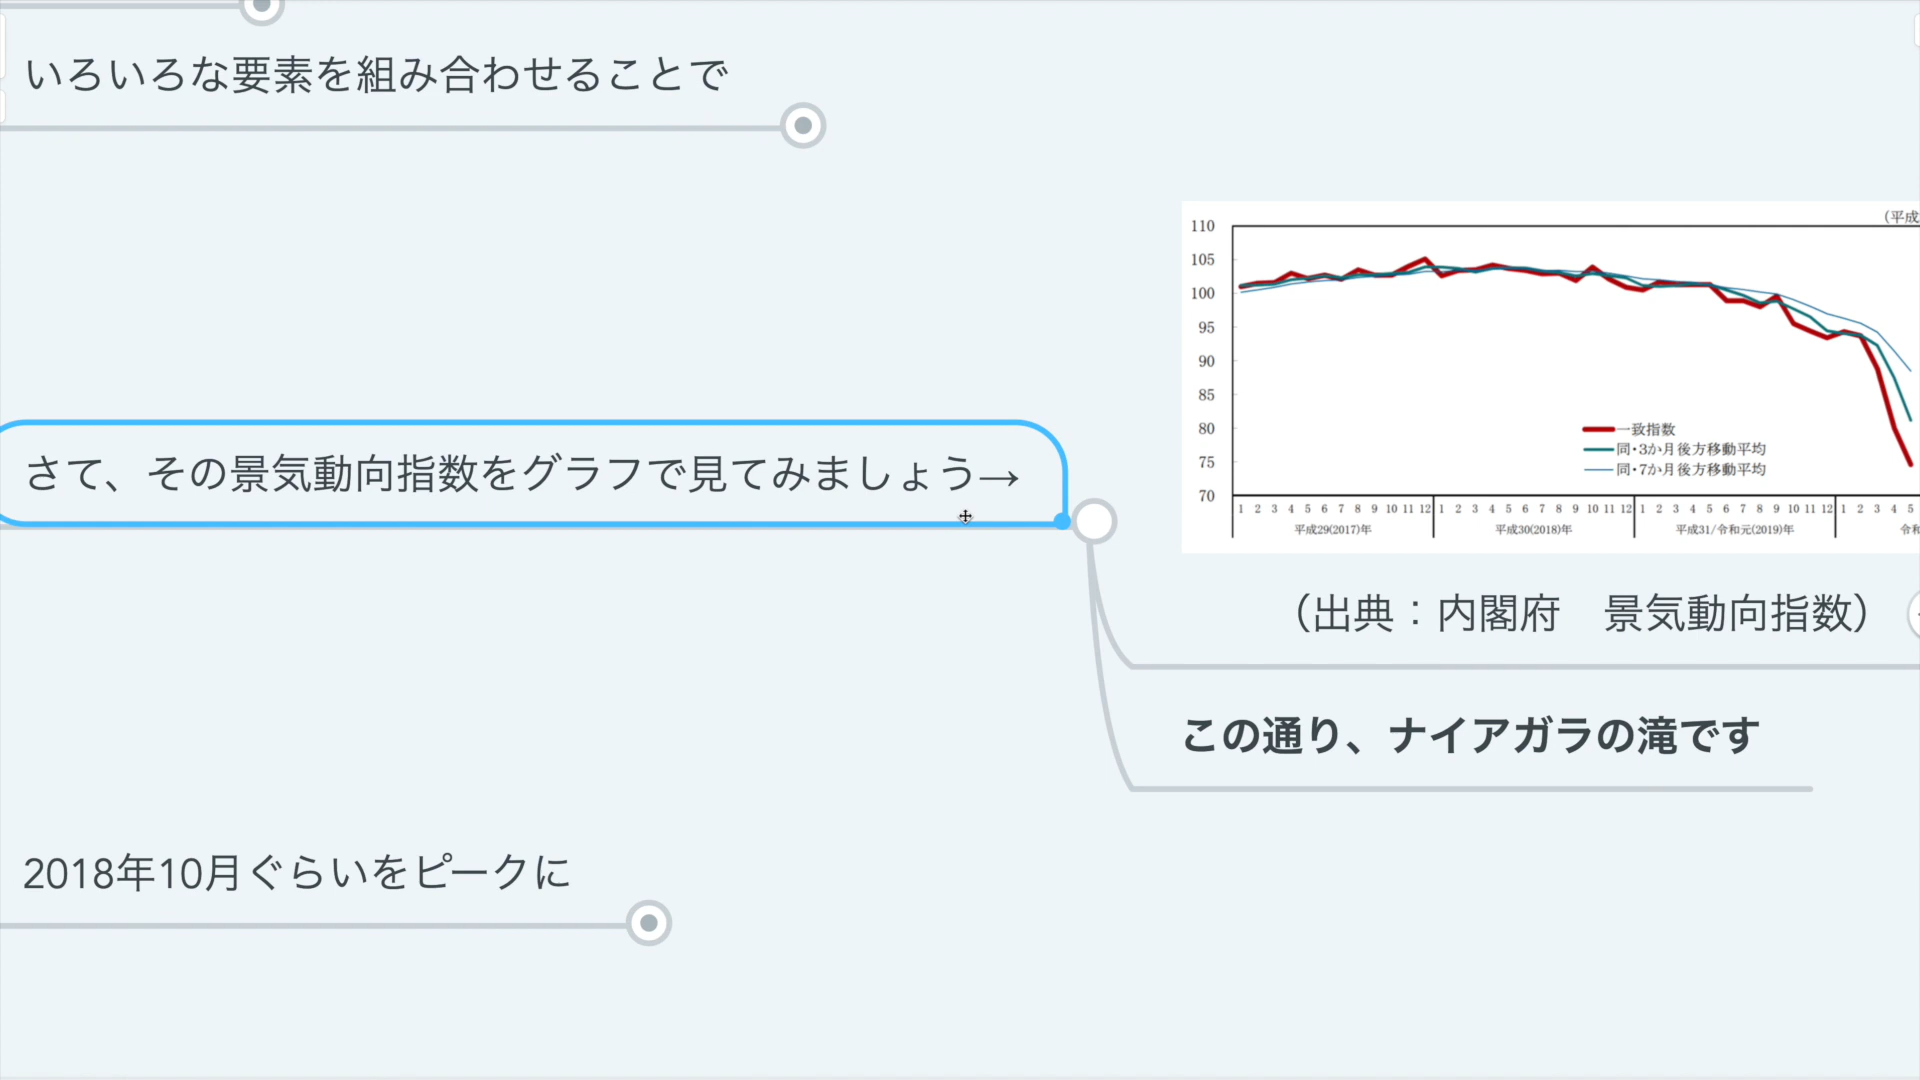 いろいろな要素を組み合わせることで
さて、その景気動向指数をグラフで見てみましょう→
(平成
110
105
100
95
90
85
80
75
70
一致指数
同・3か月後方移動平均
同・7か月後方移動平均
1 2 3 4 5 6 7 8 9 10 11 12 1 2 3 4 5 6 7 8 9 10 11 12 1 2 3 4 5 6 7 8 9 10 11 12 1 2 3 4 5
平成29(2017)年 平成30(2018)年 平成31/令和元(2019)年 令和
（出典：内閣府　景気動向指数）
この通り、ナイアガラの滝です
2018年10月ぐらいをピークに